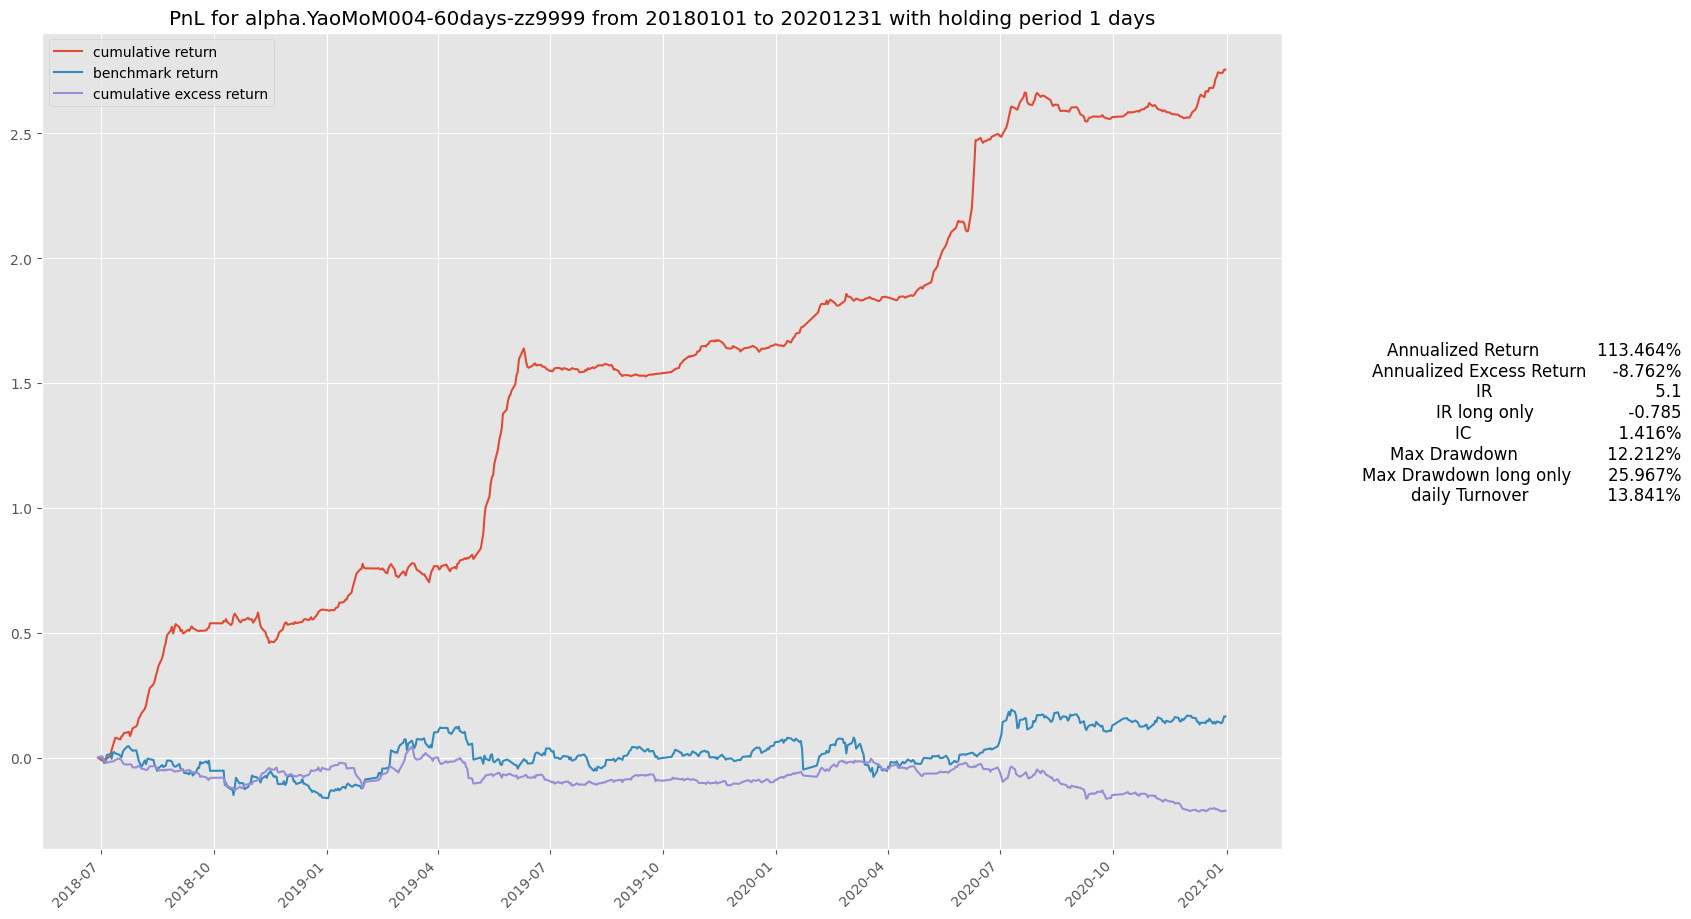 PnL for alpha.YaoMoM004-60days-zz9999 from 20180101 to 20201231 with holding period 1 days
cumulative return
benchmark return
cumulative excess return
2.5
2.0
1.5
1.0
0.5
0.0
Annualized Return 113.464%
Annualized Excess Return -8.762%
IR 5.1
IR long only -0.785
IC 1.416%
Max Drawdown 12.212%
Max Drawdown long only 25.967%
daily Turnover 13.841%
2018-07
2018-10
2019-01
2019-04
2019-07
2019-10
2020-01
2020-04
2020-07
2020-10
2021-01